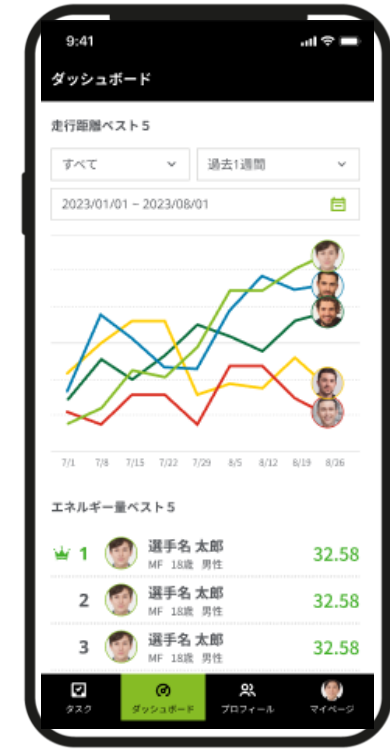 9:41
ダッシュボード
走行距離ベスト5
すべて
過去1週間
2023/01/01 ~ 2023/08/01
7/1 7/8 7/15 7/22 7/29 8/5 8/12 8/19 8/26
エネルギー量ベスト5
1 選手名 太郎 32.58
MF 18歳 男性
2 選手名 太郎 32.58
MF 18歳 男性
3 選手名 太郎 32.58
MF 18歳 男性
タスク ダッシュボード プロフィール マイページ